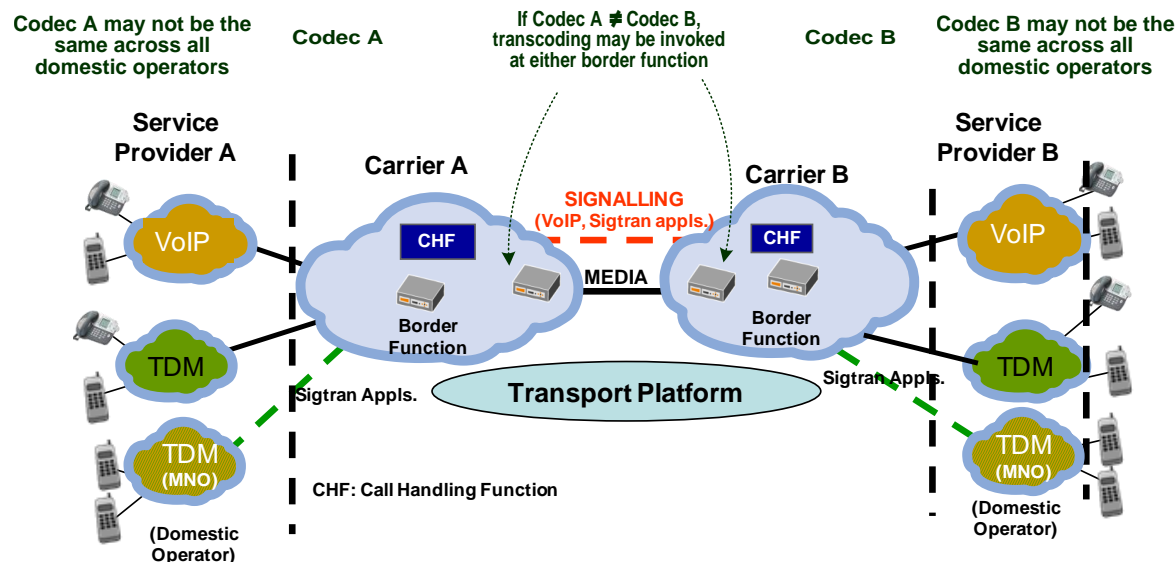 Codec A may not be the
same across all
domestic operators
Codec A
If Codec A ≢ Codec B,
transcoding may be invoked
at either border function
Codec B
Codec B may not be the
same across all
domestic operators
Service
Provider A
Carrier A
Carrier B
Service
Provider B
SIGNALLING
(VoIP, Sigtran appls.)
VoIP
CHF
CHF
VoIP
MEDIA
Border
Function
Border
Function
TDM
TDM
Sigtran Appls.
Transport Platform
Sigtran Appls.
TDM
(MNO)
TDM
(MNO)
CHF: Call Handling Function
(Domestic
Operator)
(Domestic
Operator)